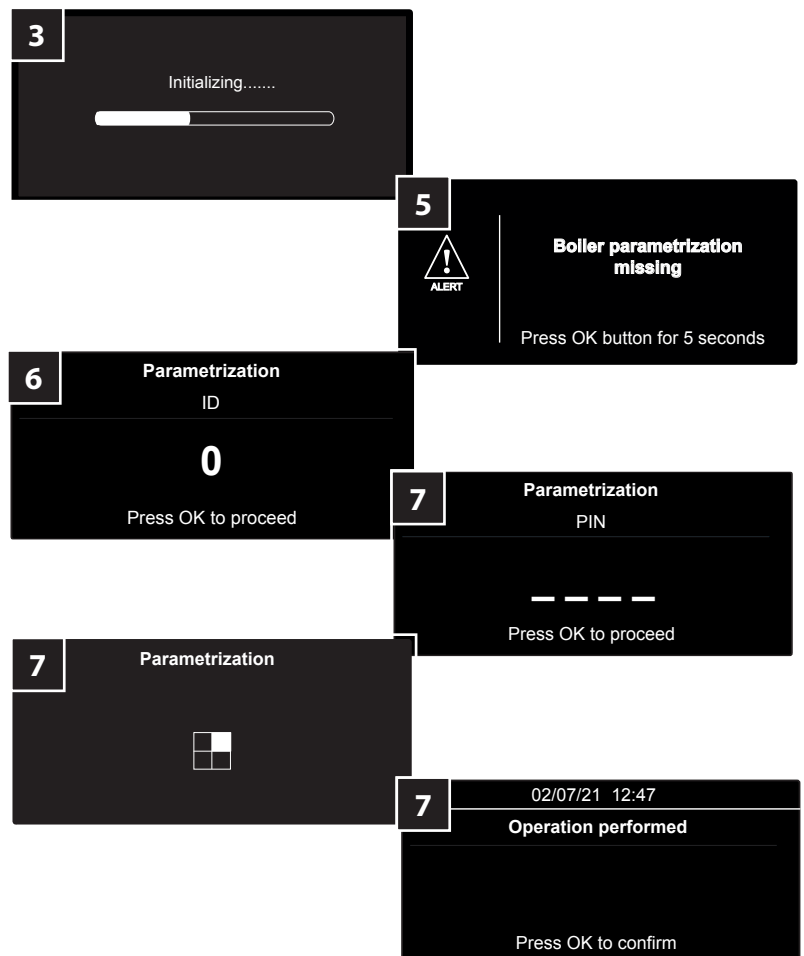 3
Initializing.......
5
ALERT
Boiler parametrization
missing
Press OK button for 5 seconds
6
Parametrization
ID
0
Press OK to proceed
7
Parametrization
PIN
_ _ _ _
Press OK to proceed
7
Parametrization
7
02/07/21 12:47
Operation performed
Press OK to confirm